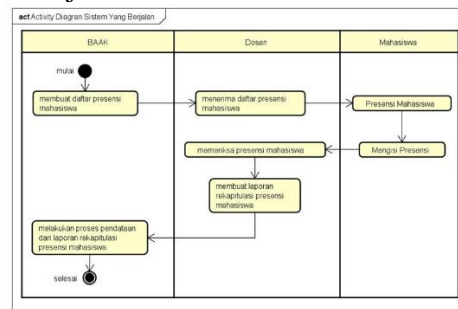 act Activity Diagran Sistem Yang Berjalan
BAAK
Dosen
Mahasiswa
mulai
membuat daftar presensi
mahasiswa
menerima daftar presensi
mahasiswa
Presensi Mahasiswa
memeriksa presensi mahasiswa
Mengisi Presensi
membuat laporan
rekapitulasi presensi
mahasiswa
melakukan proses pendataan
dari laporan rekapitulasi
presensi mahasiswa
selesai